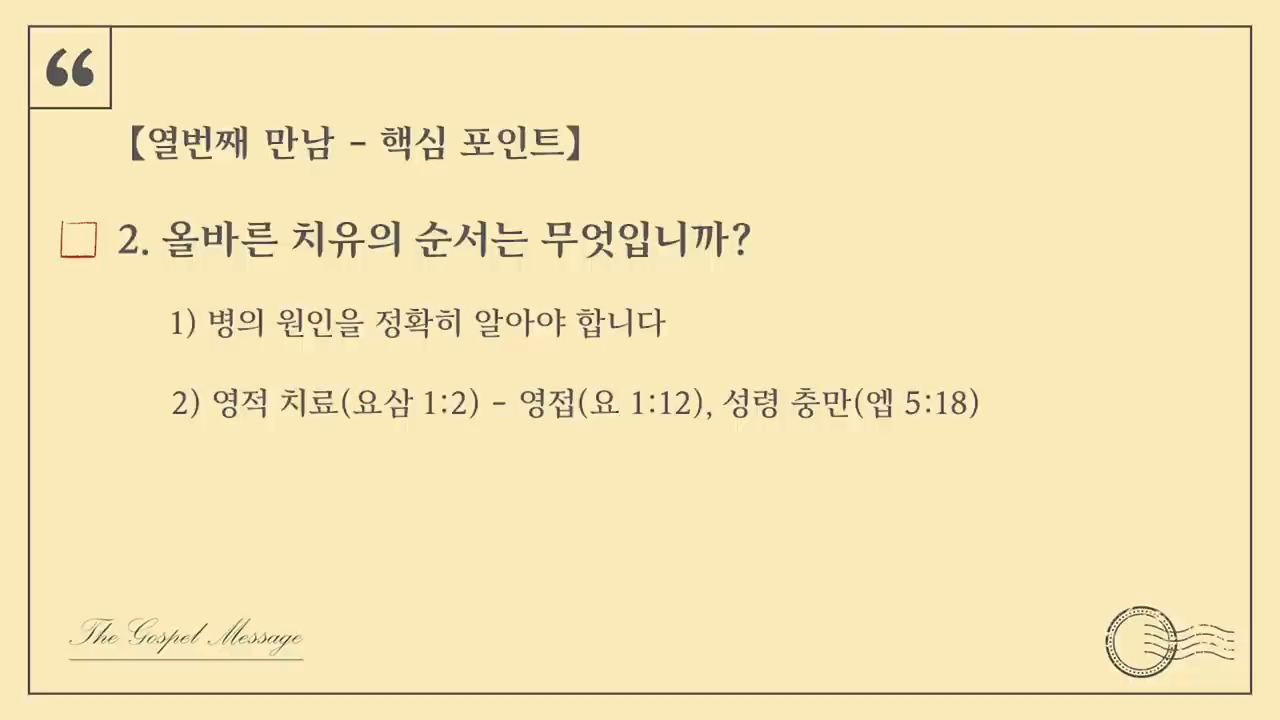 “
【열번째 만남 - 핵심 포인트】
□ 2. 올바른 치유의 순서는 무엇입니까?
1) 병의 원인을 정확히 알아야 합니다
2) 영적 치료(요삼 1:2) - 영접(요 1:12), 성령 충만(엡 5:18)
The Gospel Message